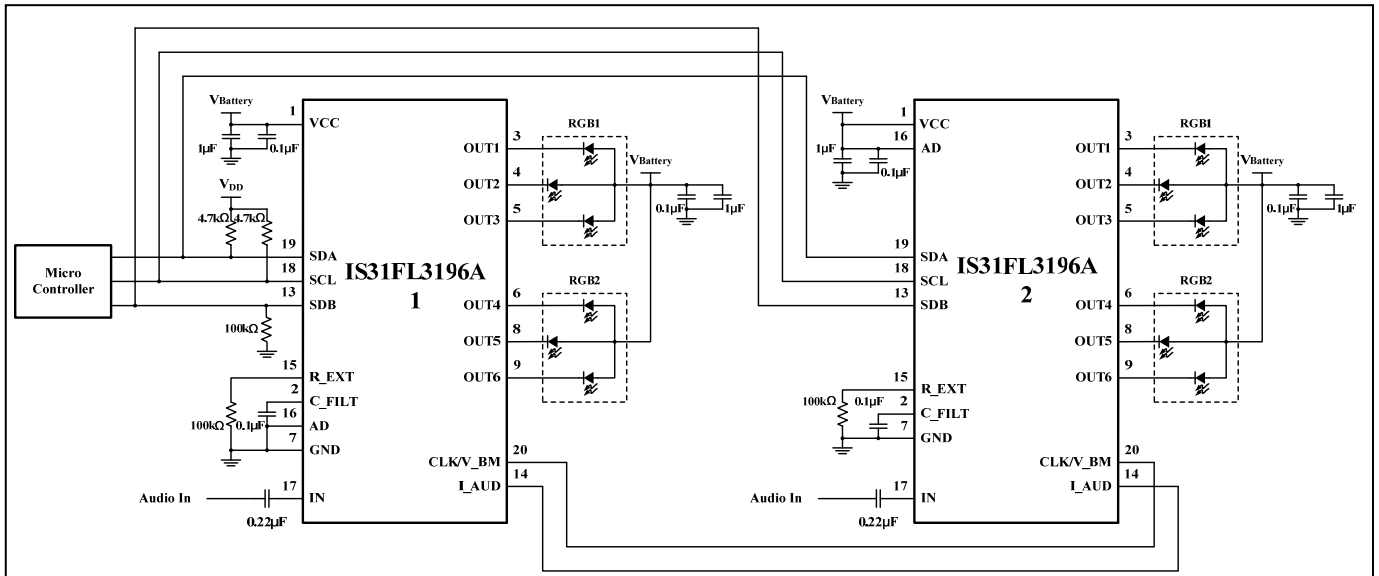 Micro
Controller
VBattery
1
VCC
1µF
0.1µF
VDD
4.7kΩ
4.7kΩ
19
SDA
18
SCL
13
SDB
100kΩ
15
R_EXT
2
C_FILT
100kΩ
0.1µF
16
AD
7
GND
Audio In
17
IN
0.22µF
IS31FL3196A
1
3
OUT1
4
OUT2
5
OUT3
6
OUT4
8
OUT5
9
OUT6
20
CLK/V_BM
14
I_AUD
RGB1
VBattery
0.1µF
1µF
RGB2
VBattery
1
VCC
16
AD
1µF
0.1µF
19
SDA
18
SCL
13
SDB
15
R_EXT
100kΩ
0.1µF
2
C_FILT
7
GND
Audio In
17
IN
0.22µF
IS31FL3196A
2
3
OUT1
4
OUT2
5
OUT3
6
OUT4
8
OUT5
9
OUT6
20
CLK/V_BM
14
I_AUD
RGB1
VBattery
0.1µF
1µF
RGB2